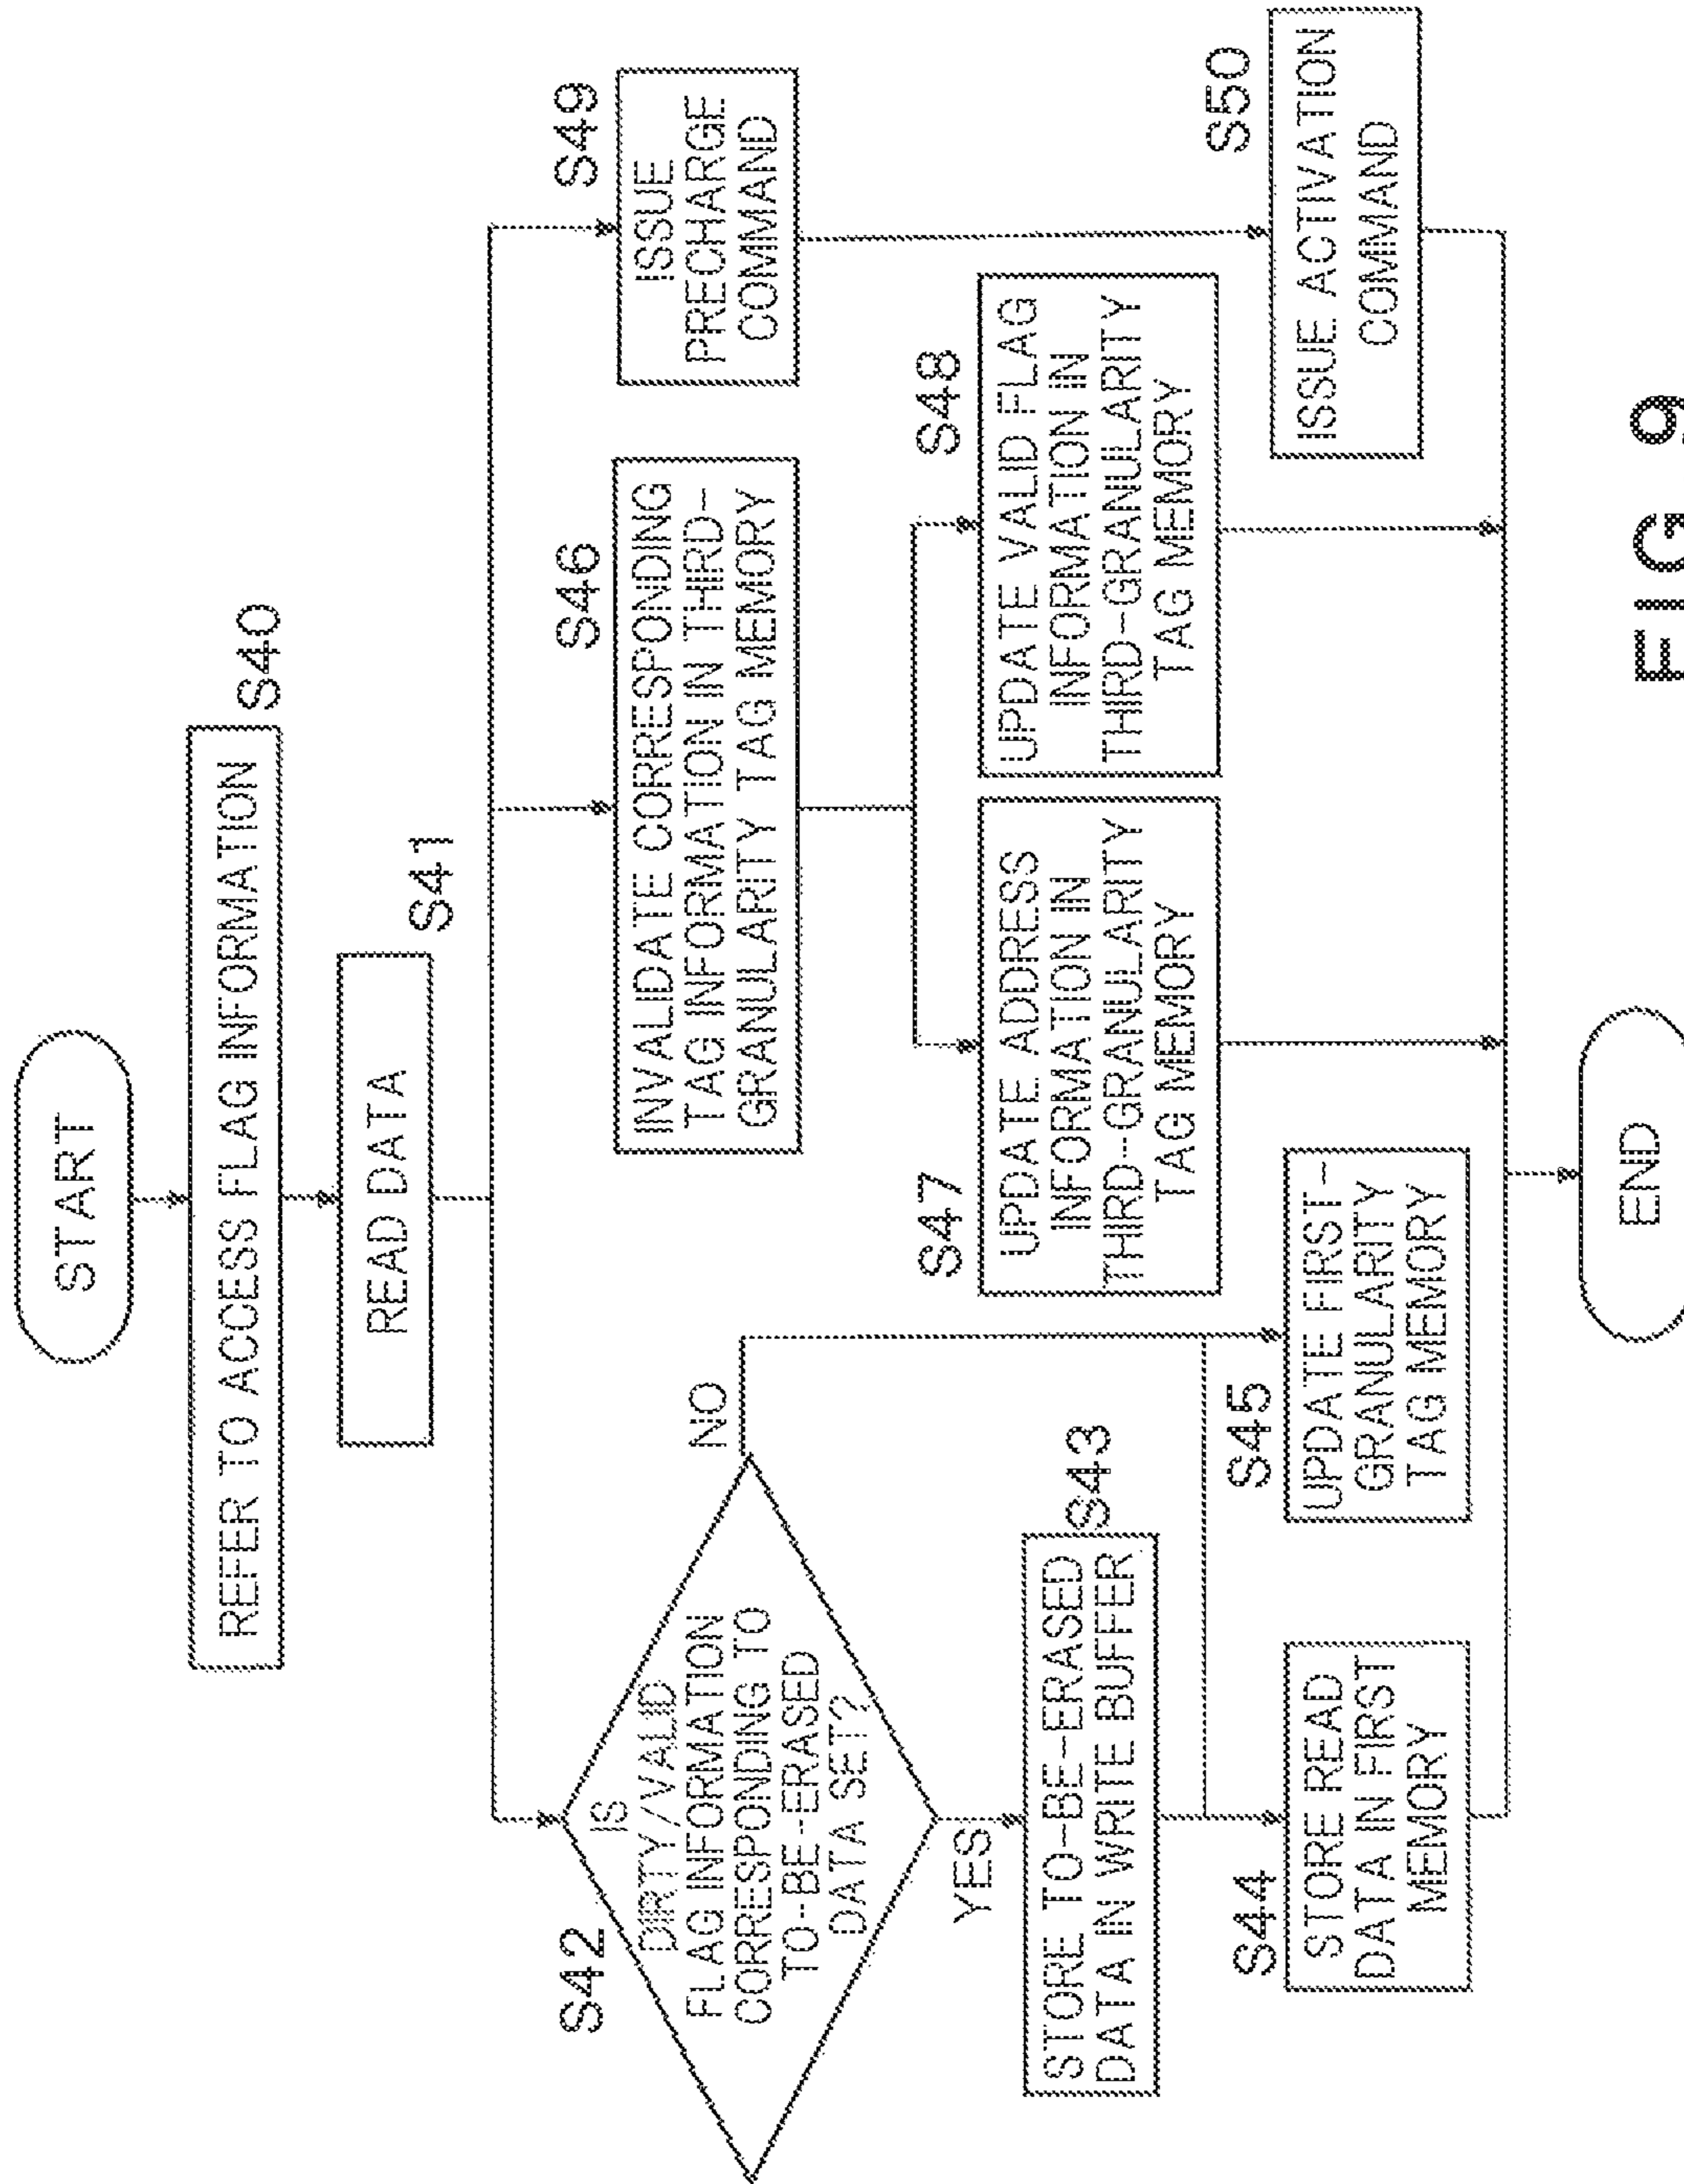 START
REFER TO ACCESS FLAG INFORMATION
S40
READ DATA
S41
S42
IS
DIRTY/VALID
FLAG INFORMATION
CORRESPONDING TO
TO-BE-ERASED
DATA SET?
NO
YES
STORE TO-BE-ERASED
DATA IN WRITE BUFFER
S43
S44
STORE READ
DATA IN FIRST
MEMORY
S45
UPDATE FIRST-
GRANULARITY
TAG MEMORY
S46
INVALIDATE CORRESPONDING
TAG INFORMATION IN THIRD-
GRANULARITY TAG MEMORY
S47
UPDATE ADDRESS
INFORMATION IN
THIRD-GRANULARITY
TAG MEMORY
S48
UPDATE VALID FLAG
INFORMATION IN
THIRD-GRANULARITY
TAG MEMORY
S49
ISSUE
PRECHARGE
COMMAND
S50
ISSUE ACTIVATION
COMMAND
END
FIG 9